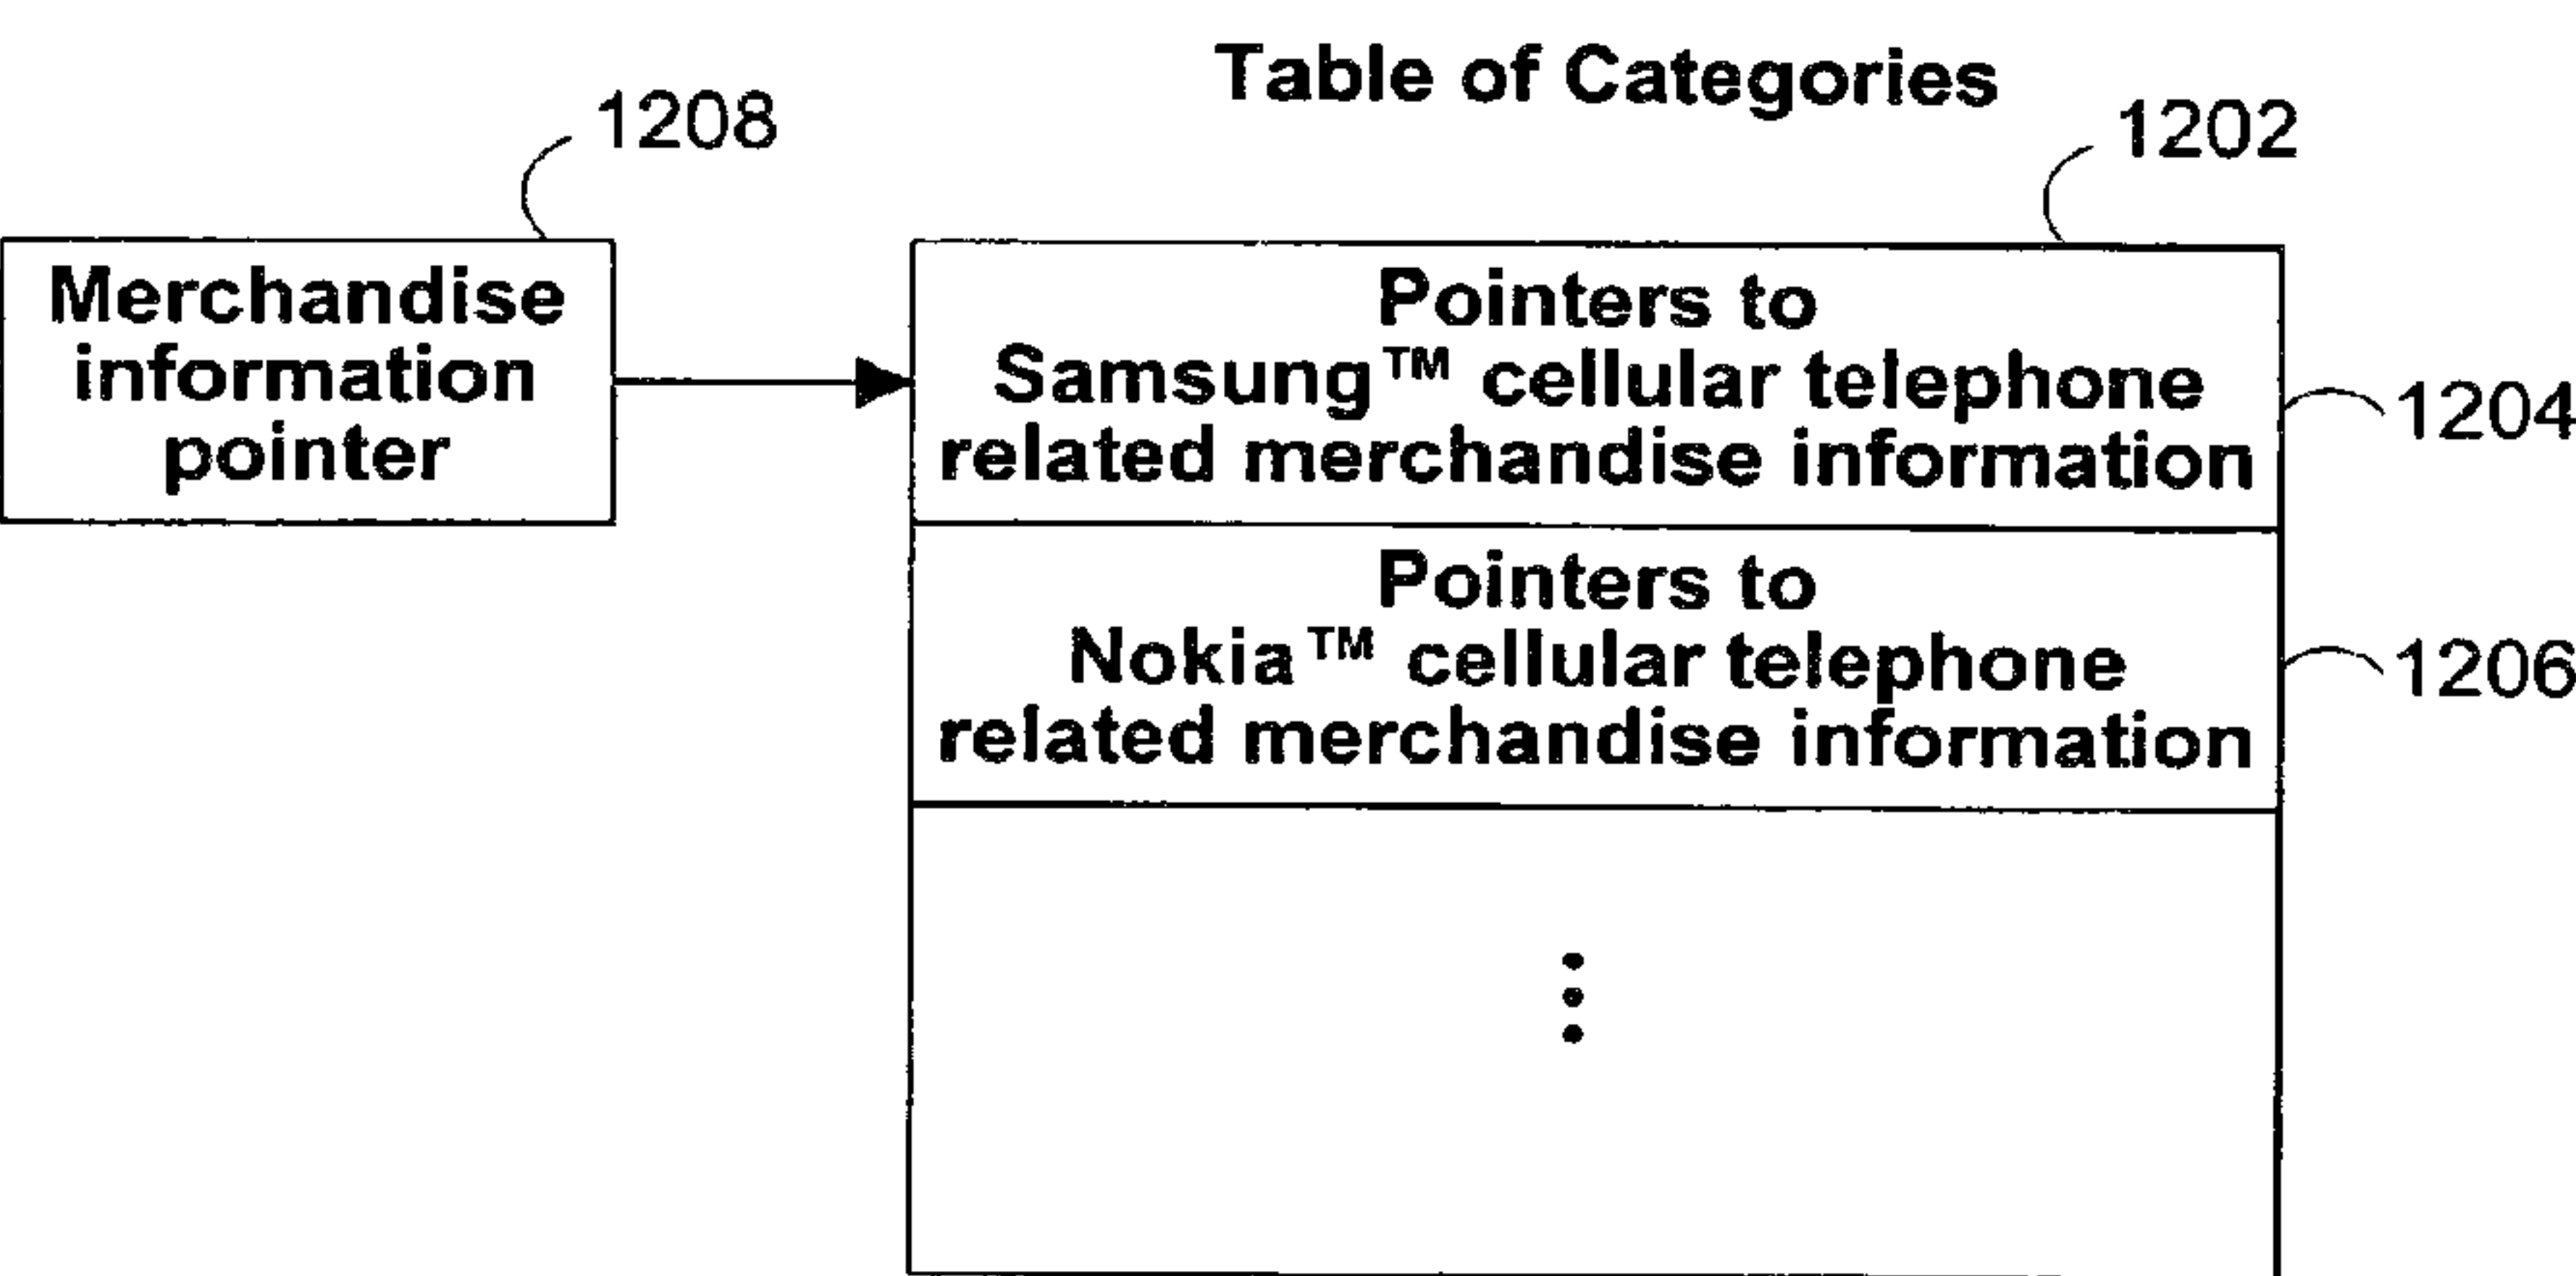 Table of Categories
1208
1202
Merchandise
information
pointer
Pointers to
Samsung™ cellular telephone
related merchandise information
1204
Pointers to
Nokia™ cellular telephone
related merchandise information
1206